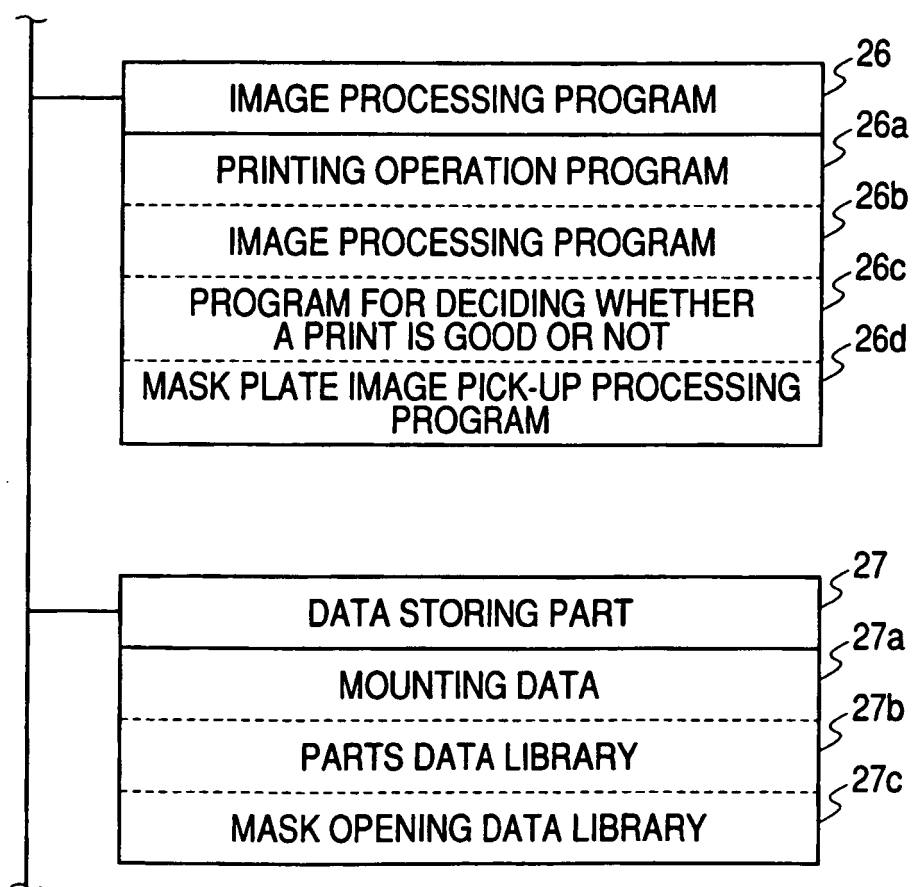 26
IMAGE PROCESSING PROGRAM
26a
PRINTING OPERATION PROGRAM
26b
IMAGE PROCESSING PROGRAM
26c
PROGRAM FOR DECIDING WHETHER
A PRINT IS GOOD OR NOT
26d
MASK PLATE IMAGE PICK-UP PROCESSING
PROGRAM
27
DATA STORING PART
27a
MOUNTING DATA
27b
PARTS DATA LIBRARY
27c
MASK OPENING DATA LIBRARY